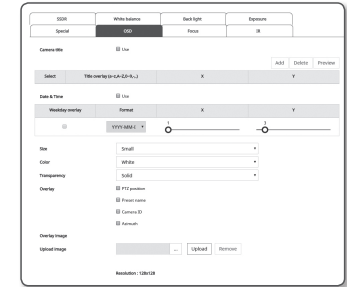 SSDR White balance Back light Exposure
Special OSD Focus IR
Camera title Use
Add Delete Preview
Select Title overlay (a~z,A~Z,0~9,-,.) X Y
Date & Time Use
Weekday overlay Format X Y
YYYY-MM-D 1 3
Size Small
Color White
Transparency Solid
Overlay PTZ position
Preset name
Camera ID
Azimuth
Overlay Image
Upload image ... Upload Remove
Resolution : 128x128